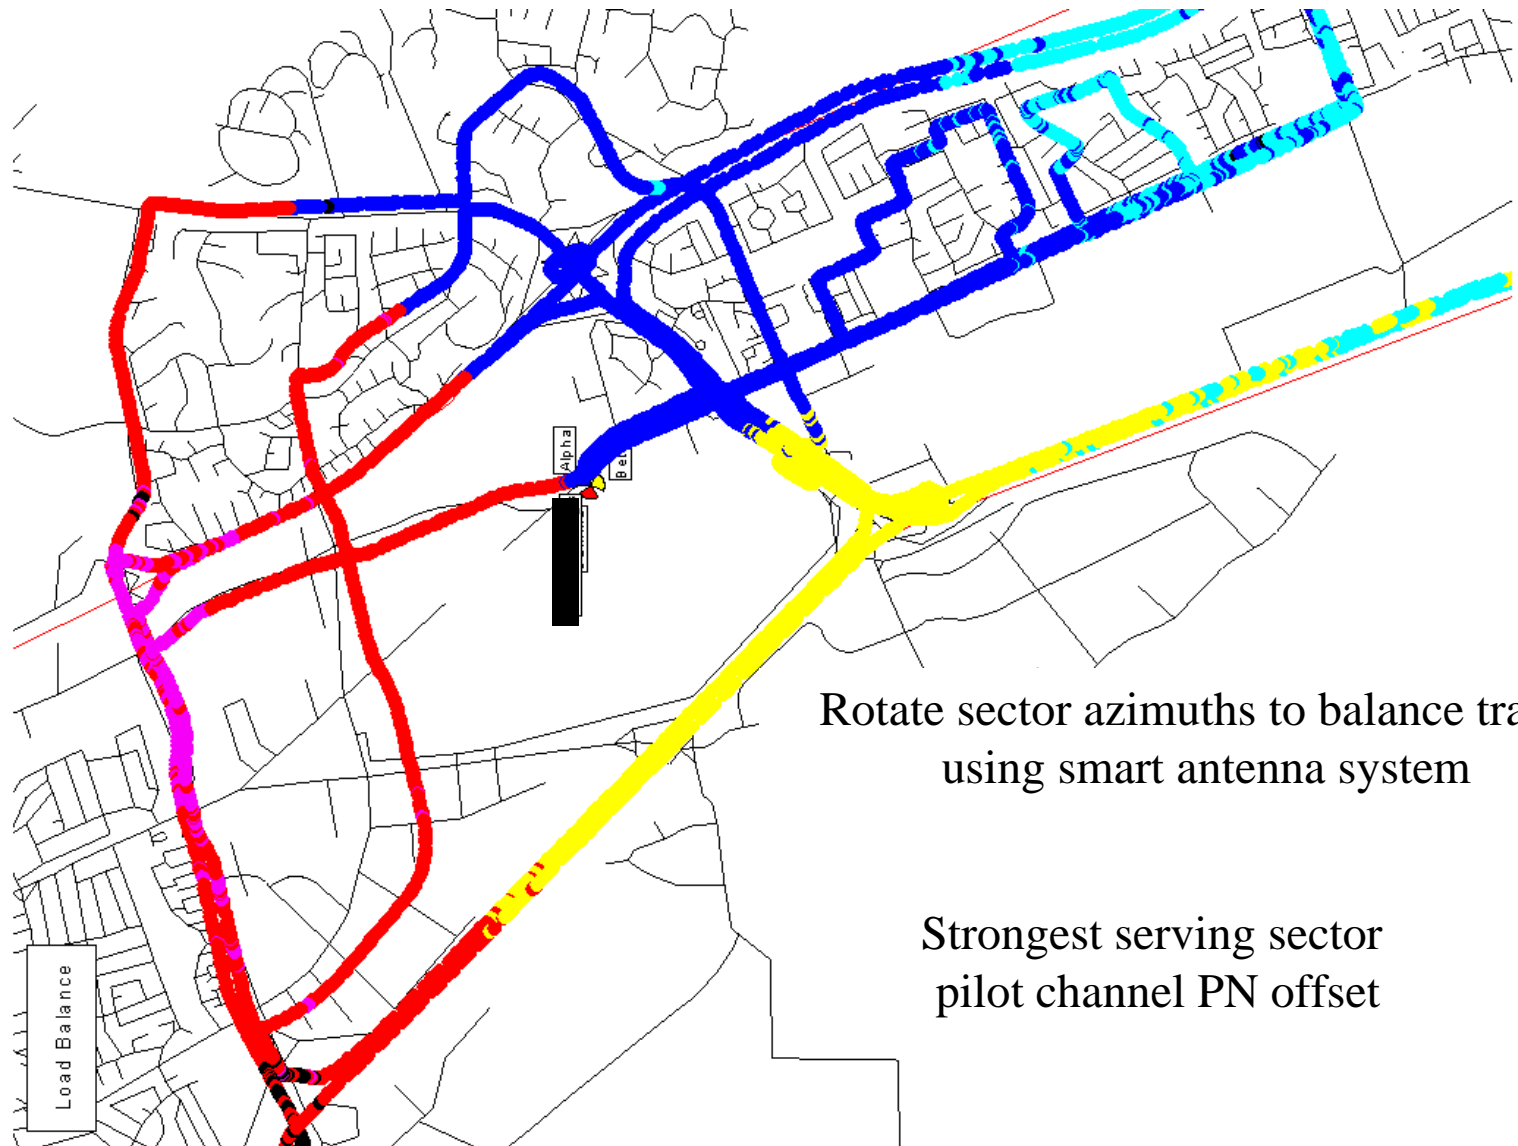 Alpha
Rotate sector azimuths to balance tra
using smart antenna system
Strongest serving sector
pilot channel PN offset
Load Balance